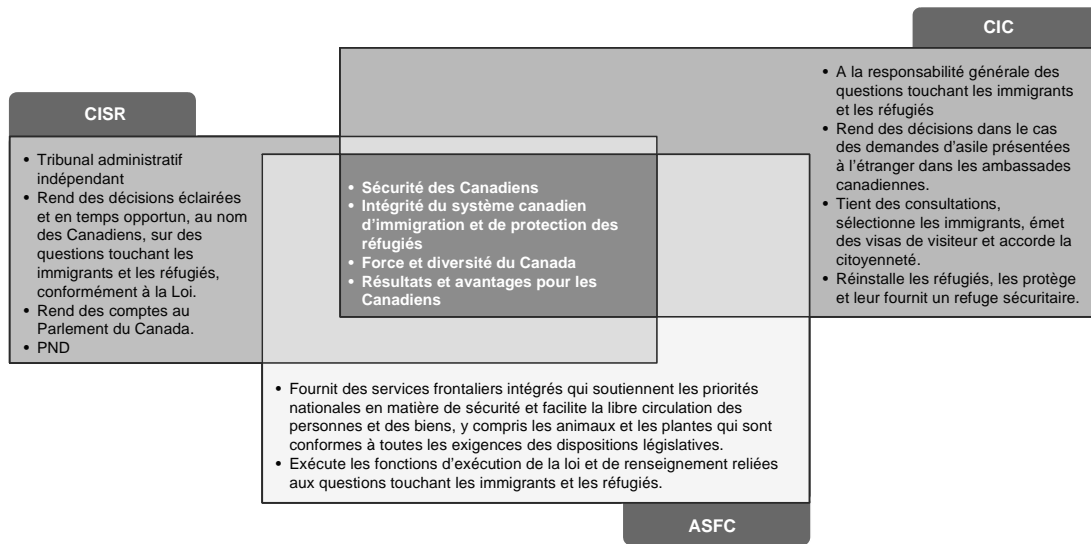 CIC
• A la responsabilité générale des
questions touchant les immigrants
et les réfugiés
• Rend des décisions dans le cas
des demandes d'asile présentées
à l'étranger dans les ambassades
canadiennes.
• Tient des consultations,
sélectionne les immigrants, émet
des visas de visiteur et accorde la
citoyenneté.
• Réinstalle les réfugiés, les protège
et leur fournit un refuge sécuritaire.
CISR
• Tribunal administratif
indépendant
• Rend des décisions éclairées
et en temps opportun, au nom
des Canadiens, sur des
questions touchant les
immigrants et les réfugiés,
conformément à la Loi.
• Rend des comptes au
Parlement du Canada.
• PND
• Sécurité des Canadiens
• Intégrité du système canadien
d'immigration et de protection des
réfugiés
• Force et diversité du Canada
• Résultats et avantages pour les
Canadiens
• Fournit des services frontaliers intégrés qui soutiennent les priorités
nationales en matière de sécurité et facilite la libre circulation des
personnes et des biens, y compris les animaux et les plantes qui sont
conformes à toutes les exigences des dispositions législatives.
• Exécute les fonctions d'exécution de la loi et de renseignement reliées
aux questions touchant les immigrants et les réfugiés.
ASFC